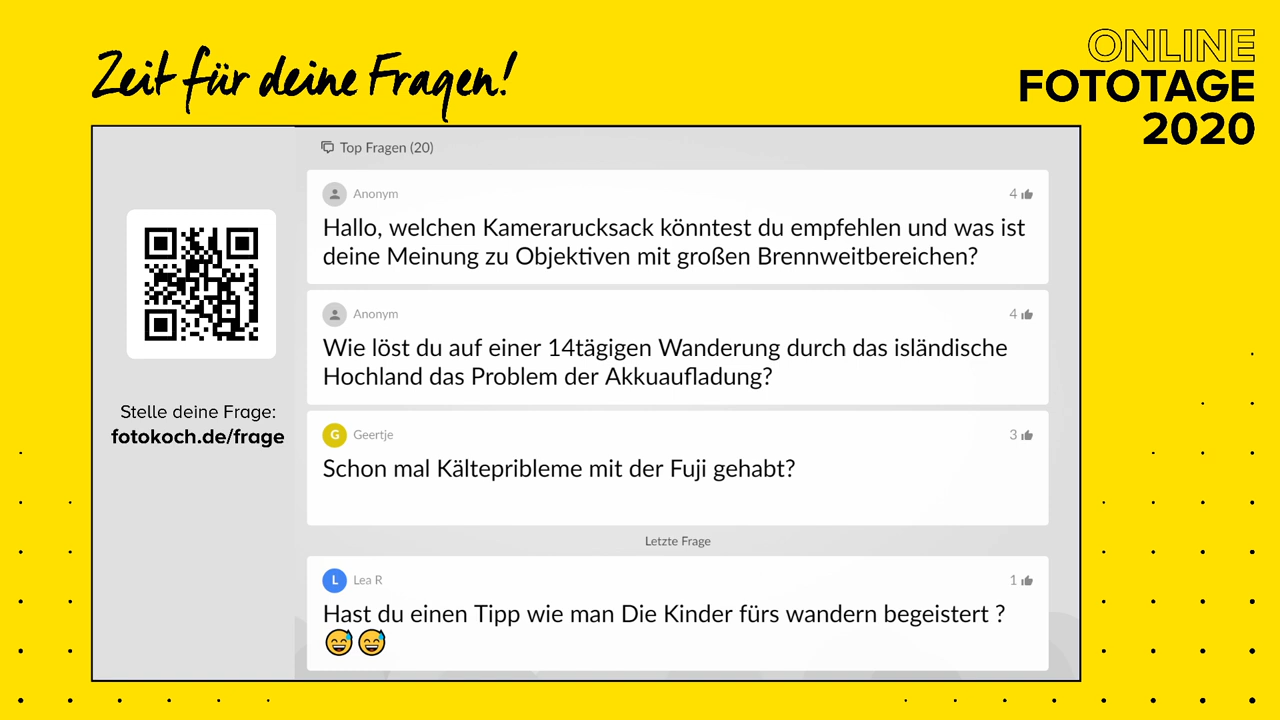 Zeit für deine Fragen!
ONLINE
FOTOTAGE
2020
Top Fragen (20)
Anonym
4
Hallo, welchen Kamerarucksack könntest du empfehlen und was ist
deine Meinung zu Objektiven mit großen Brennweitbereichen?
Anonym
4
Wie löst du auf einer 14tägigen Wanderung durch das isländische
Hochland das Problem der Akkuaufladung?
G
Geertje
3
Schon mal Kältepribleme mit der Fuji gehabt?
Letzte Frage
L
Lea R
1
Hast du einen Tipp wie man Die Kinder fürs wandern begeistert ?
😅😅
Stelle deine Frage:
fotokoch.de/frage